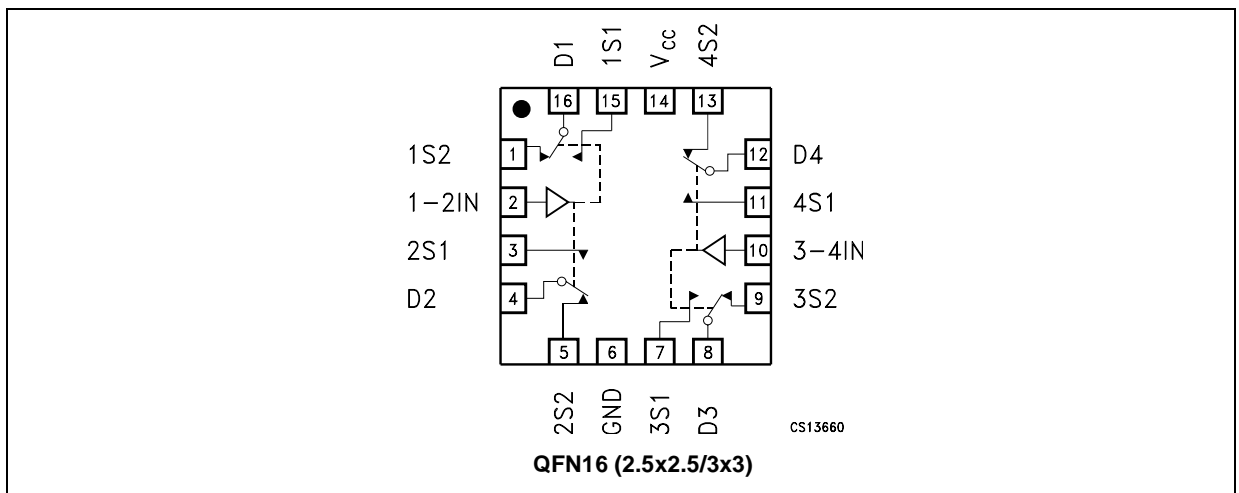 D1
1S1
VCC
4S2
16
15
14
13
1S2
1
12
D4
1-2IN
2
11
4S1
2S1
3
10
3-4IN
D2
4
9
3S2
5
6
7
8
2S2
GND
3S1
D3
CS13660
QFN16 (2.5x2.5/3x3)